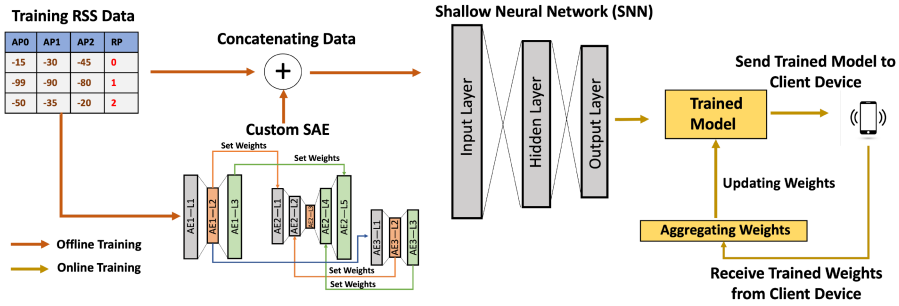 Training RSS Data
AP0 AP1 AP2 RP
-15 -30 -45 0
-99 -90 -80 1
-50 -35 -20 2
Concatenating Data
+
Custom SAE
Set Weights
Set Weights
AE1—L1
AE1—L2
AE1—L3
AE2—L1
AE2—L2
AE2—L3
AE2—L4
AE2—L5
AE3—L1
AE3—L2
AE3—L3
Set Weights
Set Weights
Offline Training
Online Training
Shallow Neural Network (SNN)
Input Layer
Hidden Layer
Output Layer
Send Trained Model to
Client Device
Trained
Model
Updating Weights
Aggregating Weights
Receive Trained Weights
from Client Device